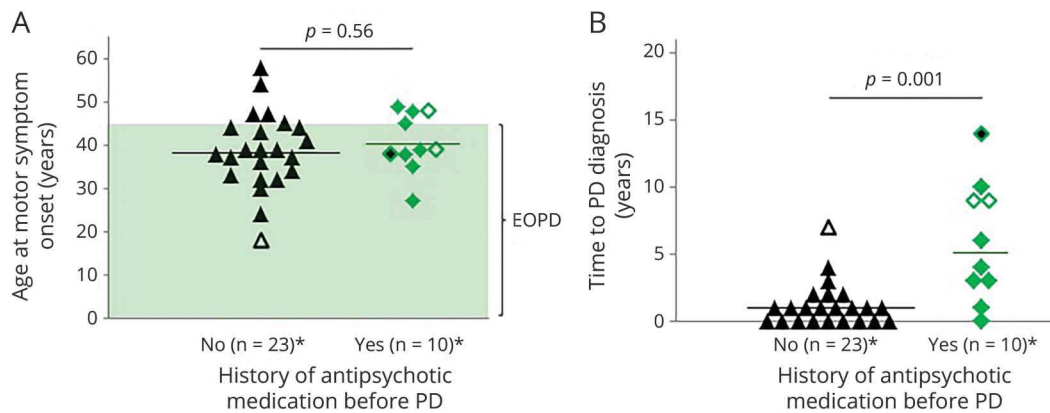 A
p = 0.56
Age at motor symptom
onset (years)
60
50
40
30
20
10
0
EOPD
No (n = 23)*
Yes (n = 10)*
History of antipsychotic
medication before PD
B
p = 0.001
Time to PD diagnosis
(years)
20
15
10
5
0
No (n = 23)*
Yes (n = 10)*
History of antipsychotic
medication before PD